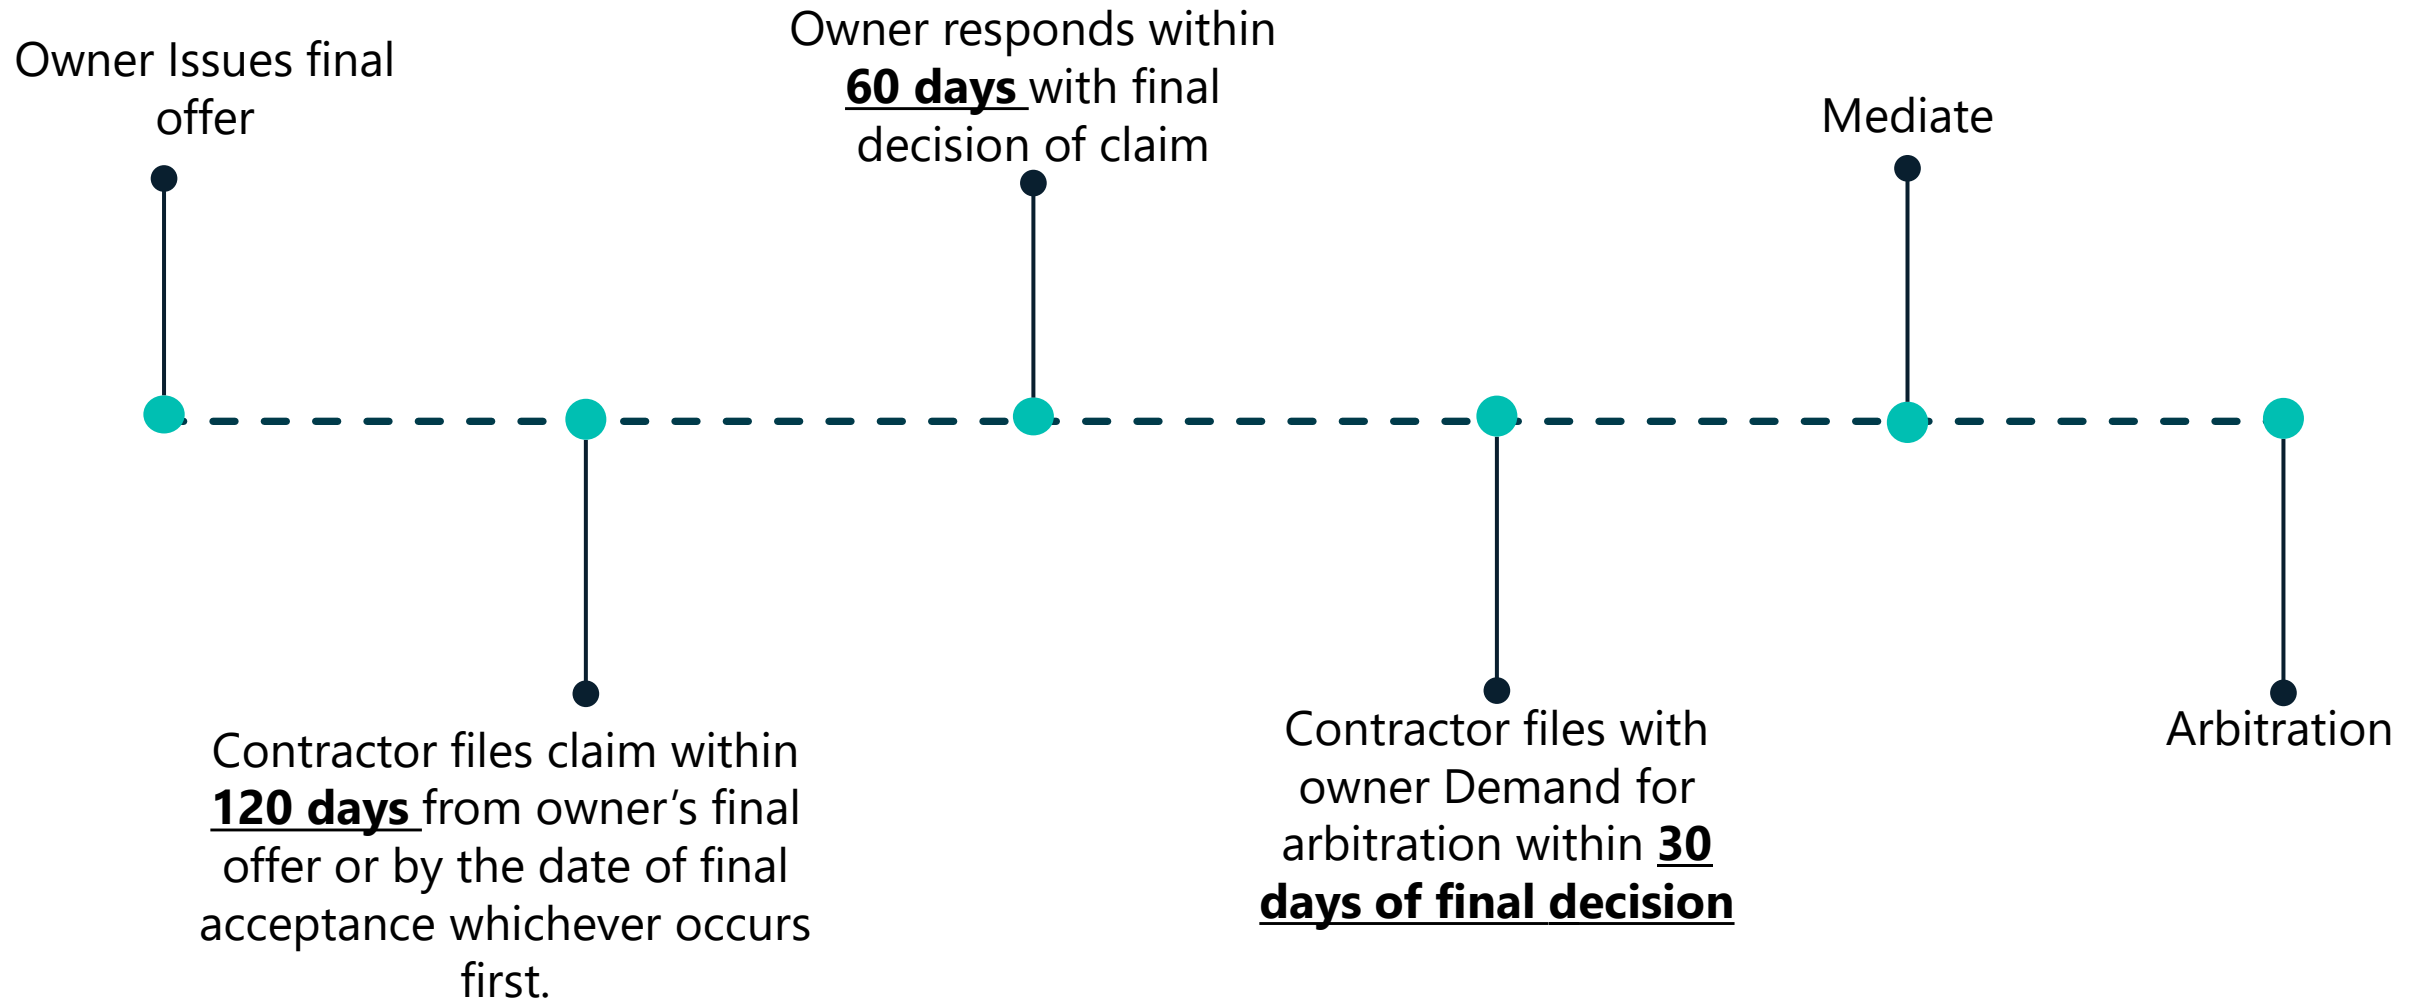 Owner Issues final
offer
Contractor files claim within
120 days from owner’s final
offer or by the date of final
acceptance whichever occurs
first.
Owner responds within
60 days with final
decision of claim
Contractor files with
owner Demand for
arbitration within 30
days of final decision
Mediate
Arbitration